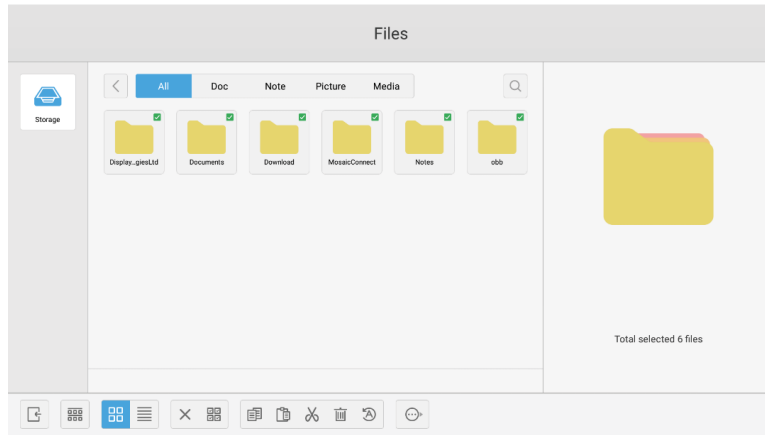 Files
Storage
All Doc Note Picture Media
Display...giesLtd Documents Download MosaicConnect Notes obb
Total selected 6 files